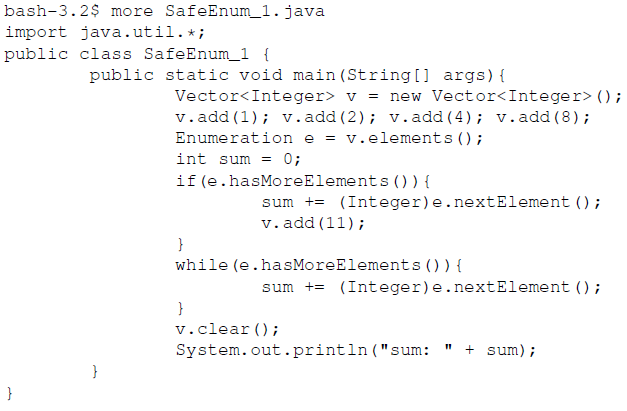 bash-3.2$ more SafeEnum_1.java
import java.util.*;
public class SafeEnum_1 {
        public static void main(String[] args){
                Vector<Integer> v = new Vector<Integer>();
                v.add(1); v.add(2); v.add(4); v.add(8);
                Enumeration e = v.elements();
                int sum = 0;
                if(e.hasMoreElements()){
                        sum += (Integer)e.nextElement();
                        v.add(11);
                }
                while(e.hasMoreElements()){
                        sum += (Integer)e.nextElement();
                }
                v.clear();
                System.out.println("sum: " + sum);
        }
}